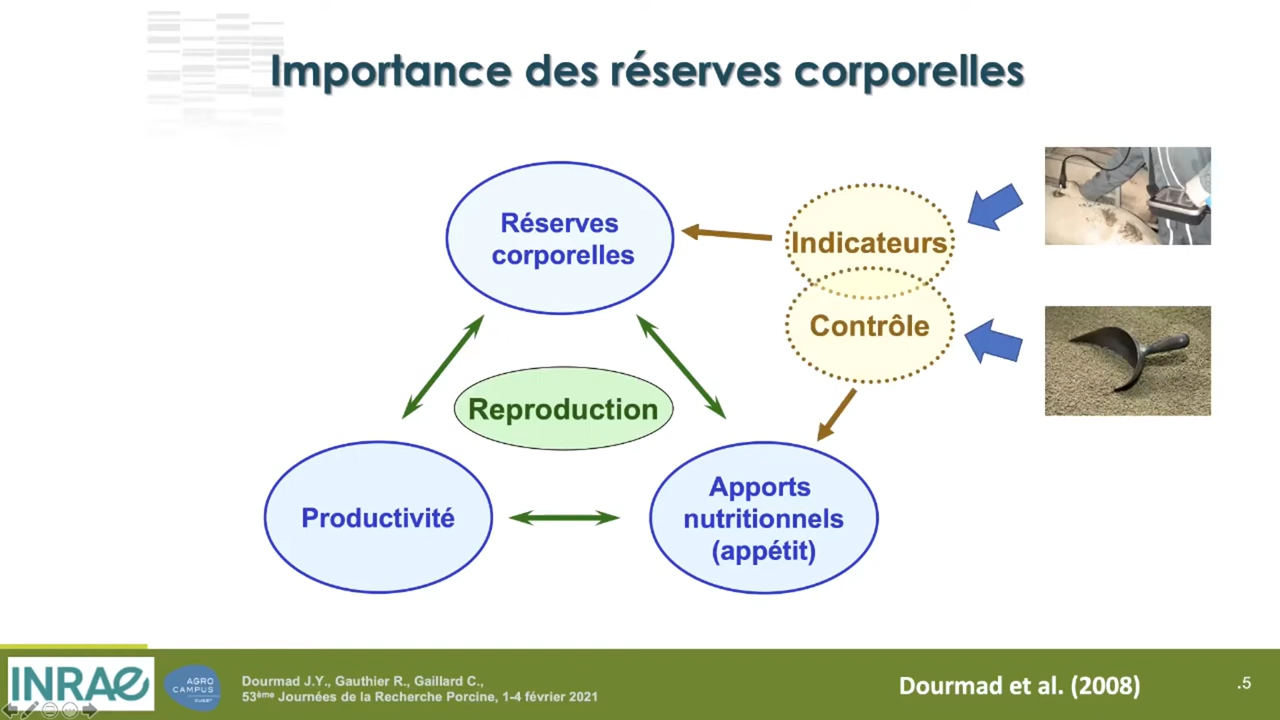 Importance des réserves corporelles
Réserves
corporelles
Indicateurs
Contrôle
Reproduction
Productivité
Apports
nutritionnels
(appétit)
INRAE
AGRO
CAMPUS
OUEST
Dourmad J.Y., Gauthier R., Gaillard C.,
53ème Journées de la Recherche Porcine, 1-4 février 2021
Dourmad et al. (2008)
.5